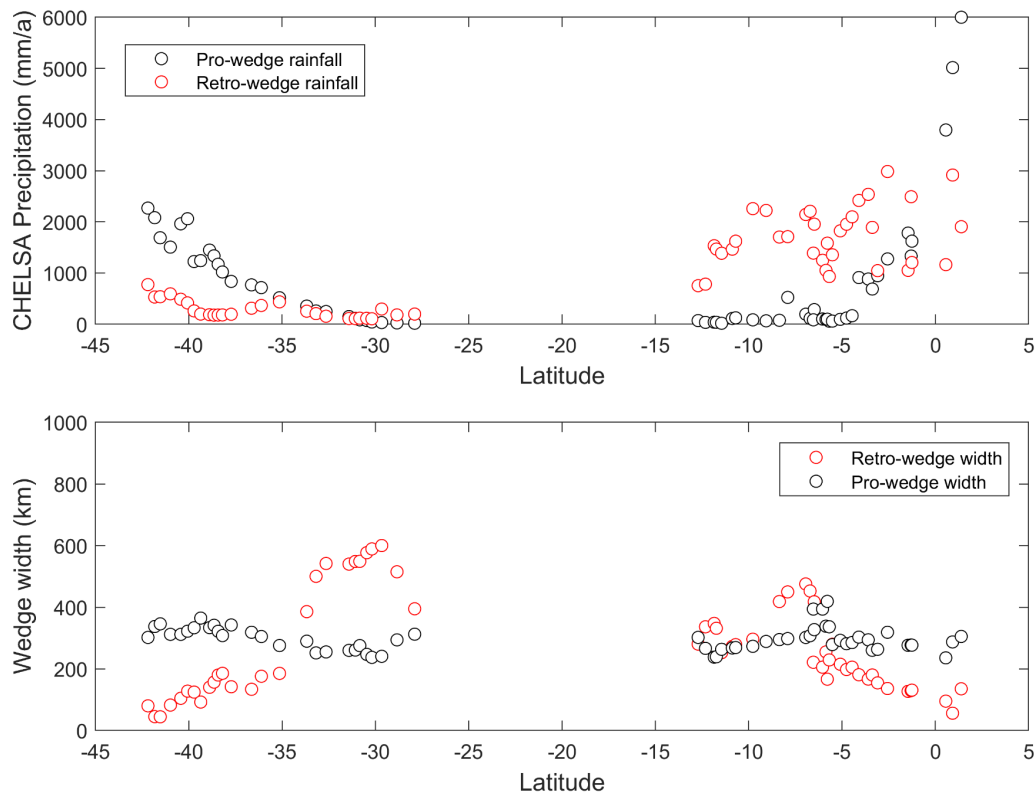 CHELSA Precipitation (mm/a)
6000
5000
4000
3000
2000
1000
0
Pro-wedge rainfall
Retro-wedge rainfall
-45 -40 -35 -30 -25 -20 -15 -10 -5 0 5
Latitude
Wedge width (km)
1000
800
600
400
200
0
Retro-wedge width
Pro-wedge width
-45 -40 -35 -30 -25 -20 -15 -10 -5 0 5
Latitude